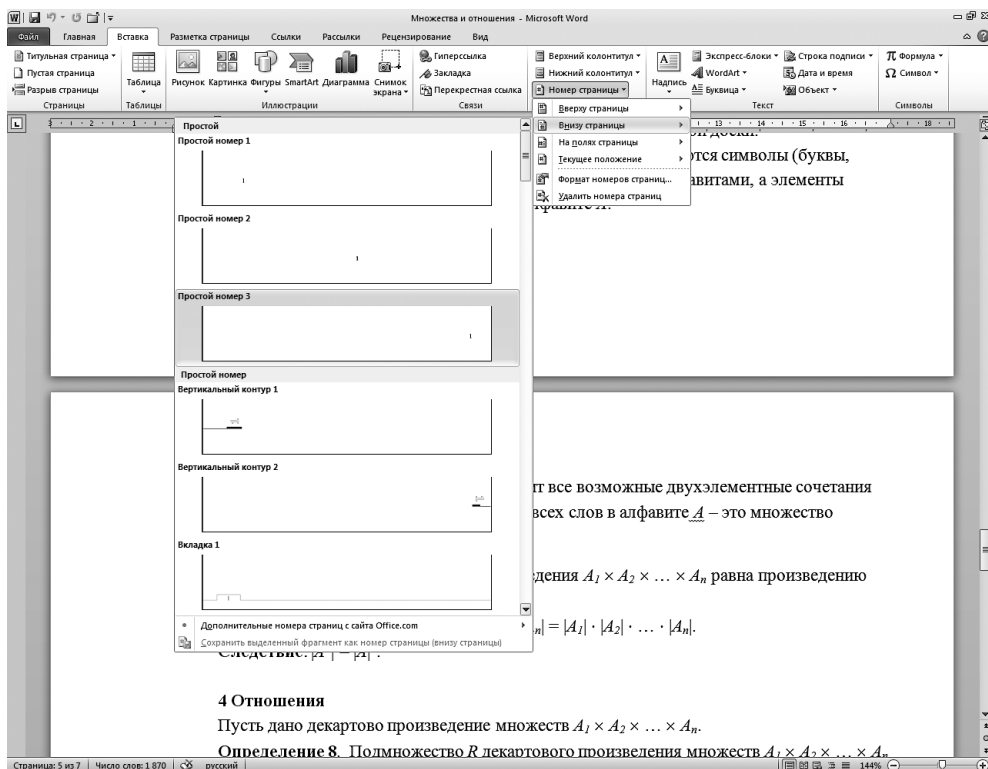 Множества и отношения - Microsoft Word
Файл Главная Вставка Разметка страницы Ссылки Рассылки Рецензирование Вид
Титульная страница
Пустая страница
Разрыв страницы
Страницы
Таблица
Таблицы
Рисунок Картинка Фигуры SmartArt Диаграмма Снимок экрана
Иллюстрации
Гиперссылка
Закладка
Перекрестная ссылка
Связи
Верхний колонтитул
Нижний колонтитул
Номер страницы
Надпись
Экспресс-блоки
WordArt
Буквица
Строка подписи
Дата и время
Объект
Текст
Формула
Символ
Символы
Вверху страницы
Внизу страницы
На полях страницы
Текущее положение
Формат номеров страниц...
Удалить номера страниц
Простой
Простой номер 1
Простой номер 2
Простой номер 3
Простой номер
Вертикальный контур 1
Вертикальный контур 2
Вкладка 1
Дополнительные номера страниц с сайта Office.com
Сохранить выделенный фрагмент как номер страницы (внизу страницы)
ой доски.
тся символы (буквы,
авитами, а элементы
т все возможные двухэлементные сочетания
всех слов в алфавите A – это множество
дения A₁ × A₂ × … × Aₙ равна произведению
ₙ| = |A₁| · |A₂| · … · |Aₙ|.
4 Отношения
Пусть дано декартово произведение множеств A₁ × A₂ × … × Aₙ.
Определение 8. Подмножество R декартового произведения множеств A₁ × A₂ × … × Aₙ
Страница: 5 из 7 Число слов: 1 870 русский 144%